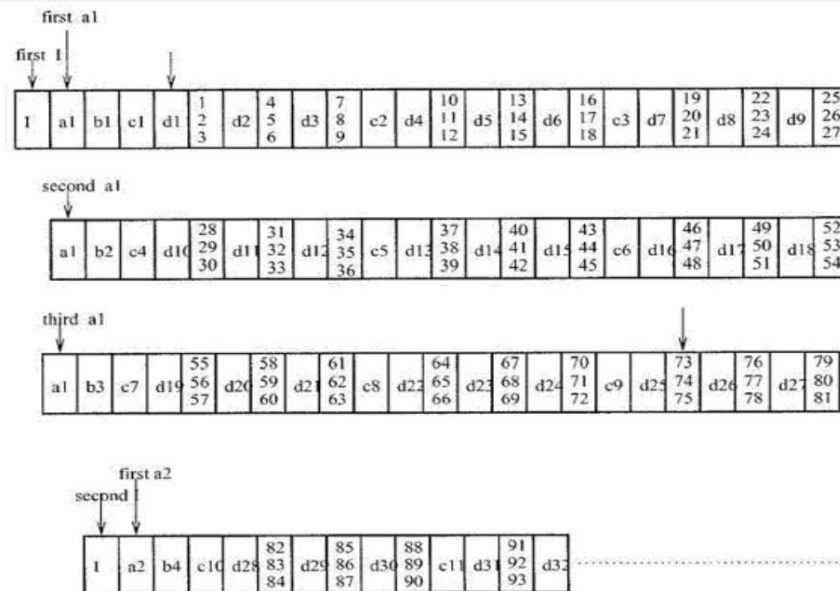 first a1
first I
I a1 b1 c1 d1 1 2 3 d2 4 5 6 d3 7 8 9 c2 d4 10 11 12 d5 13 14 15 d6 16 17 18 c3 d7 19 20 21 d8 22 23 24 d9 25 26 27
second a1
a1 b2 c4 d10 28 29 30 d11 31 32 33 d12 34 35 36 c5 d13 37 38 39 d14 40 41 42 d15 43 44 45 c6 d16 46 47 48 d17 49 50 51 d18 52 53 54
third a1
a1 b3 c7 d19 55 56 57 d20 58 59 60 d21 61 62 63 c8 d22 64 65 66 d23 67 68 69 d24 70 71 72 c9 d25 73 74 75 d26 76 77 78 d27 79 80 81
first a2
second I
I a2 b4 c10 d28 82 83 84 d29 85 86 87 d30 88 89 90 c11 d31 91 92 93 d32